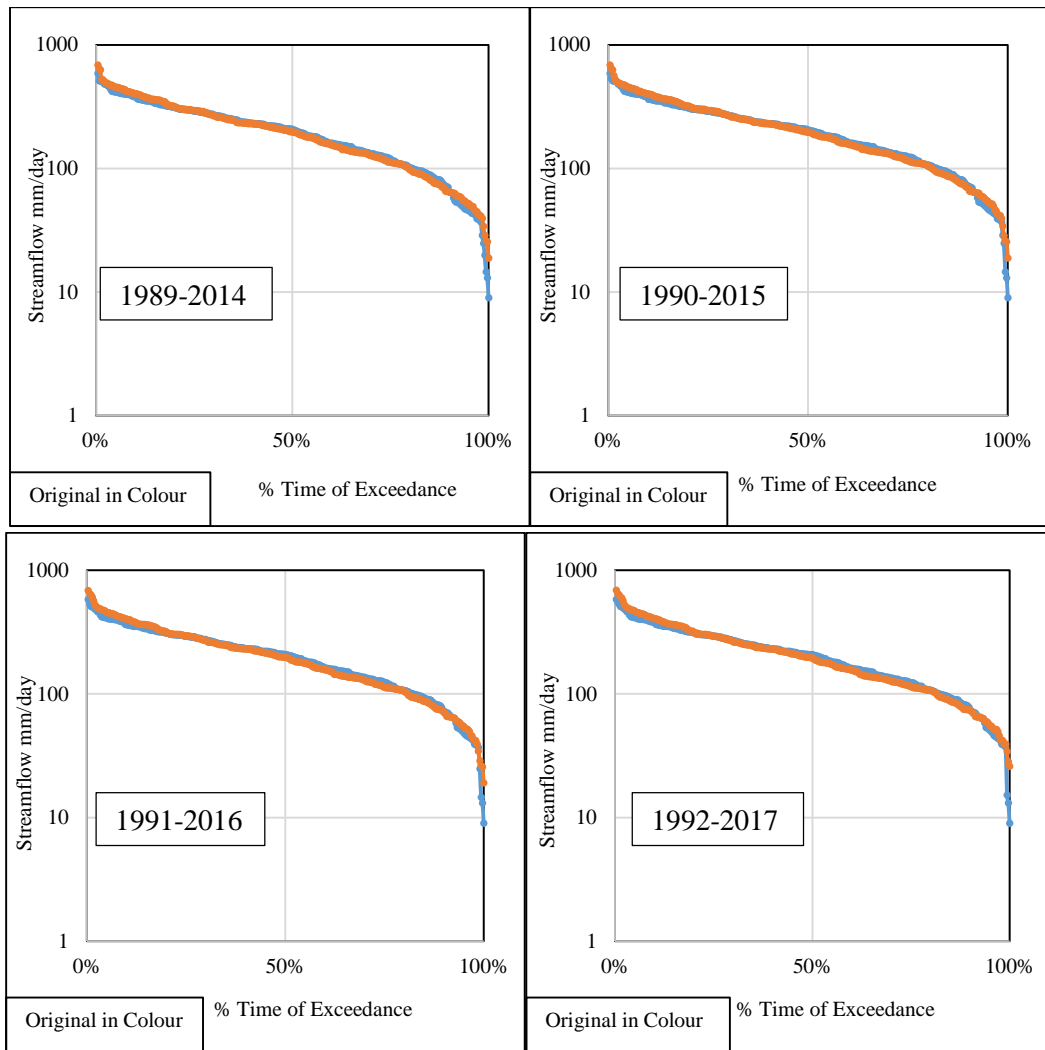 1000
100
10
1
Streamflow mm/day
1989-2014
0%
50%
100%
% Time of Exceedance
Original in Colour
1000
100
10
1
Streamflow mm/day
1990-2015
0%
50%
100%
% Time of Exceedance
Original in Colour
1000
100
10
1
Streamflow mm/day
1991-2016
0%
50%
100%
% Time of Exceedance
Original in Colour
1000
100
10
1
Streamflow mm/day
1992-2017
0%
50%
100%
% Time of Exceedance
Original in Colour